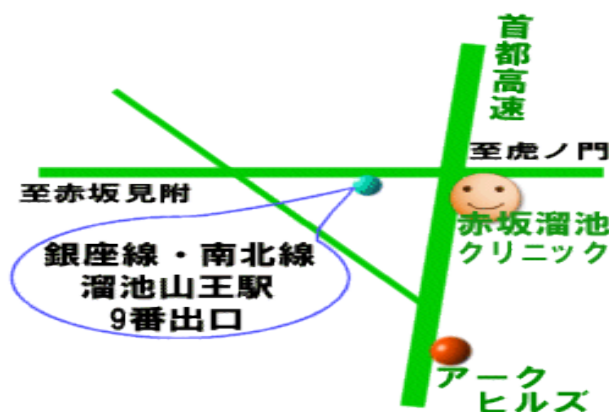 首都高速
至虎ノ門
至赤坂見附
赤坂溜池
クリニック
銀座線・南北線
溜池山王駅
9番出口
アーク
ヒルズ